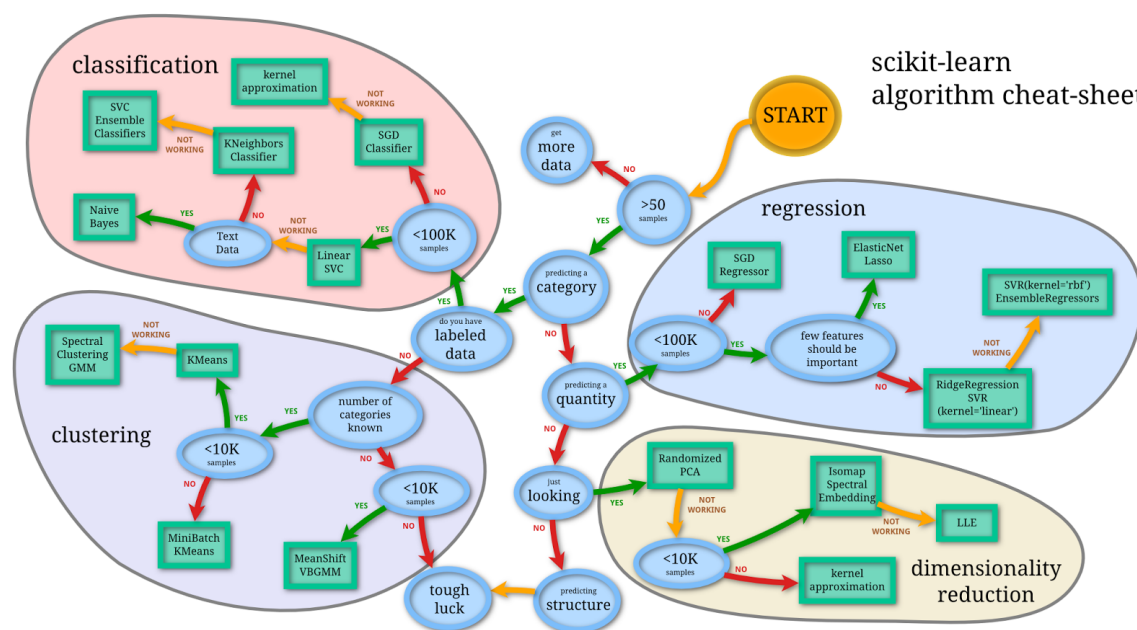 scikit-learn
algorithm cheat-sheet
START
get
more
data
NO
>50
samples
YES
predicting a
category
YES
NO
do you have
labeled
data
YES
NO
predicting a
quantity
YES
NO
just
looking
YES
NO
predicting
structure
tough
luck
classification
kernel
approximation
NOT
WORKING
SVC
Ensemble
Classifiers
NOT
WORKING
KNeighbors
Classifier
SGD
Classifier
NO
Naive
Bayes
YES
NO
Text
Data
NOT
WORKING
Linear
SVC
YES
<100K
samples
clustering
Spectral
Clustering
GMM
NOT
WORKING
KMeans
YES
number of
categories
known
YES
NO
<10K
samples
NO
<10K
samples
YES
NO
MiniBatch
KMeans
MeanShift
VBGMM
regression
SGD
Regressor
NO
<100K
samples
YES
ElasticNet
Lasso
YES
few features
should be
important
NO
SVR(kernel='rbf')
EnsembleRegressors
NOT
WORKING
RidgeRegression
SVR
(kernel='linear')
Randomized
PCA
NOT
WORKING
<10K
samples
YES
NO
Isomap
Spectral
Embedding
NOT
WORKING
LLE
kernel
approximation
dimensionality
reduction